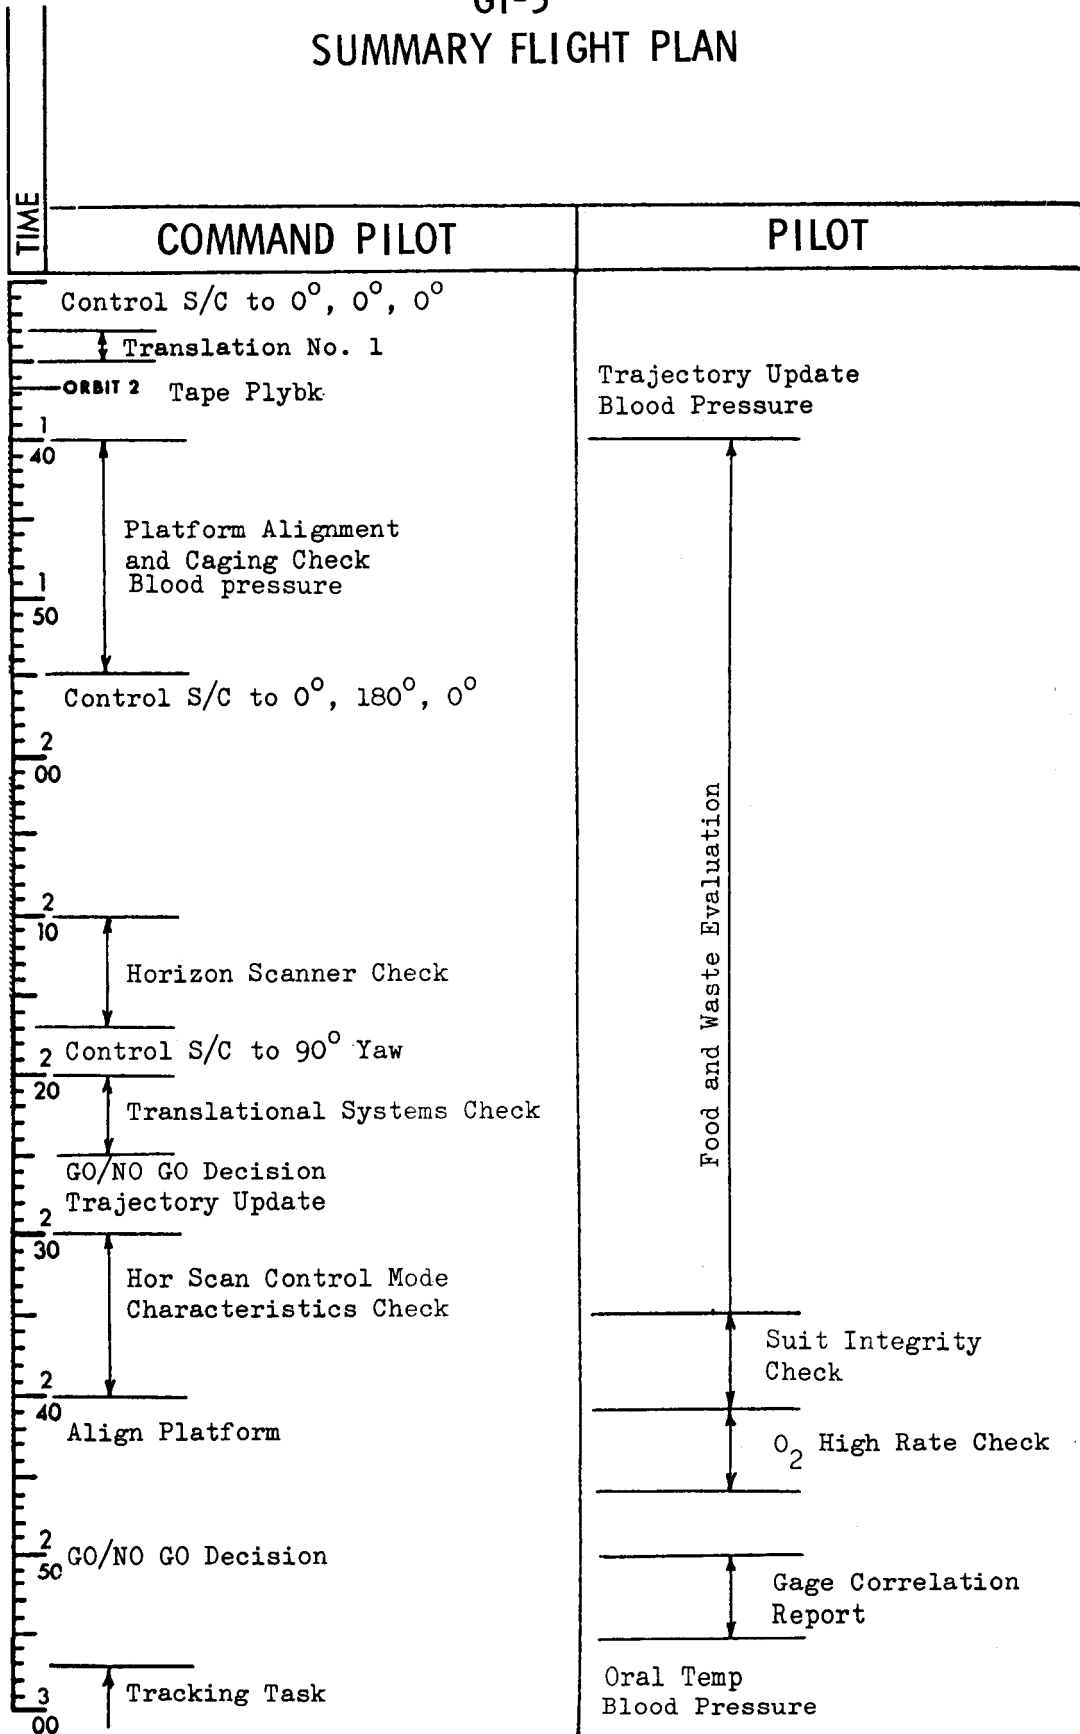 SUMMARY FLIGHT PLAN
TIME
COMMAND PILOT
PILOT
Control S/C to 0°, 0°, 0°
Translation No. 1
ORBIT 2
Tape Plybk
Trajectory Update
Blood Pressure
1
40
Platform Alignment
and Caging Check
Blood pressure
1
50
Control S/C to 0°, 180°, 0°
2
00
Food and Waste Evaluation
2
10
Horizon Scanner Check
Control S/C to 90° Yaw
2
20
Translational Systems Check
GO/NO GO Decision
Trajectory Update
2
30
Hor Scan Control Mode
Characteristics Check
Suit Integrity
Check
2
40
Align Platform
O2 High Rate Check
2
50
GO/NO GO Decision
Gage Correlation
Report
Tracking Task
Oral Temp
Blood Pressure
3
00